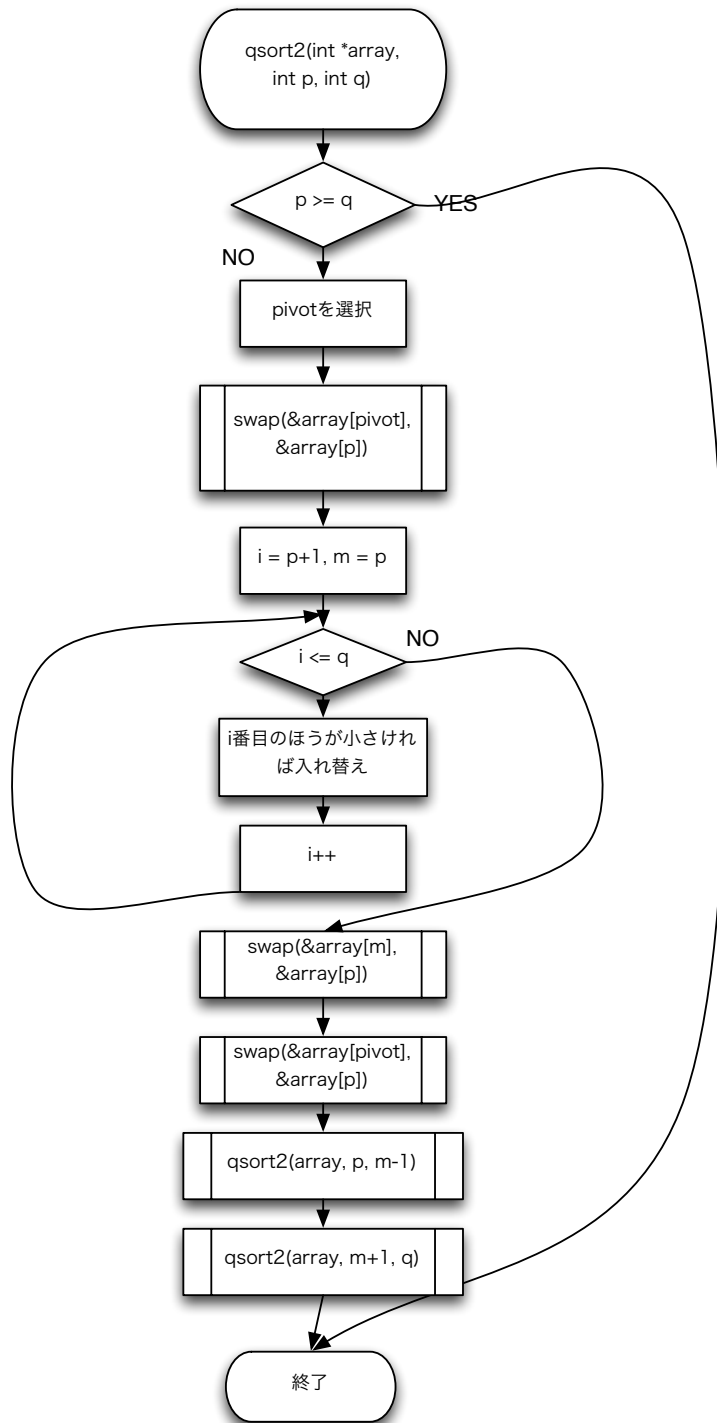 qsort2(int *array,
int p, int q)
p >= q
YES
NO
pivotを選択
swap(&array[pivot],
&array[p])
i = p+1, m = p
NO
i <= q
i番目のほうが小さけれ
ば入れ替え
i++
swap(&array[m],
&array[p])
swap(&array[pivot],
&array[p])
qsort2(array, p, m-1)
qsort2(array, m+1, q)
終了